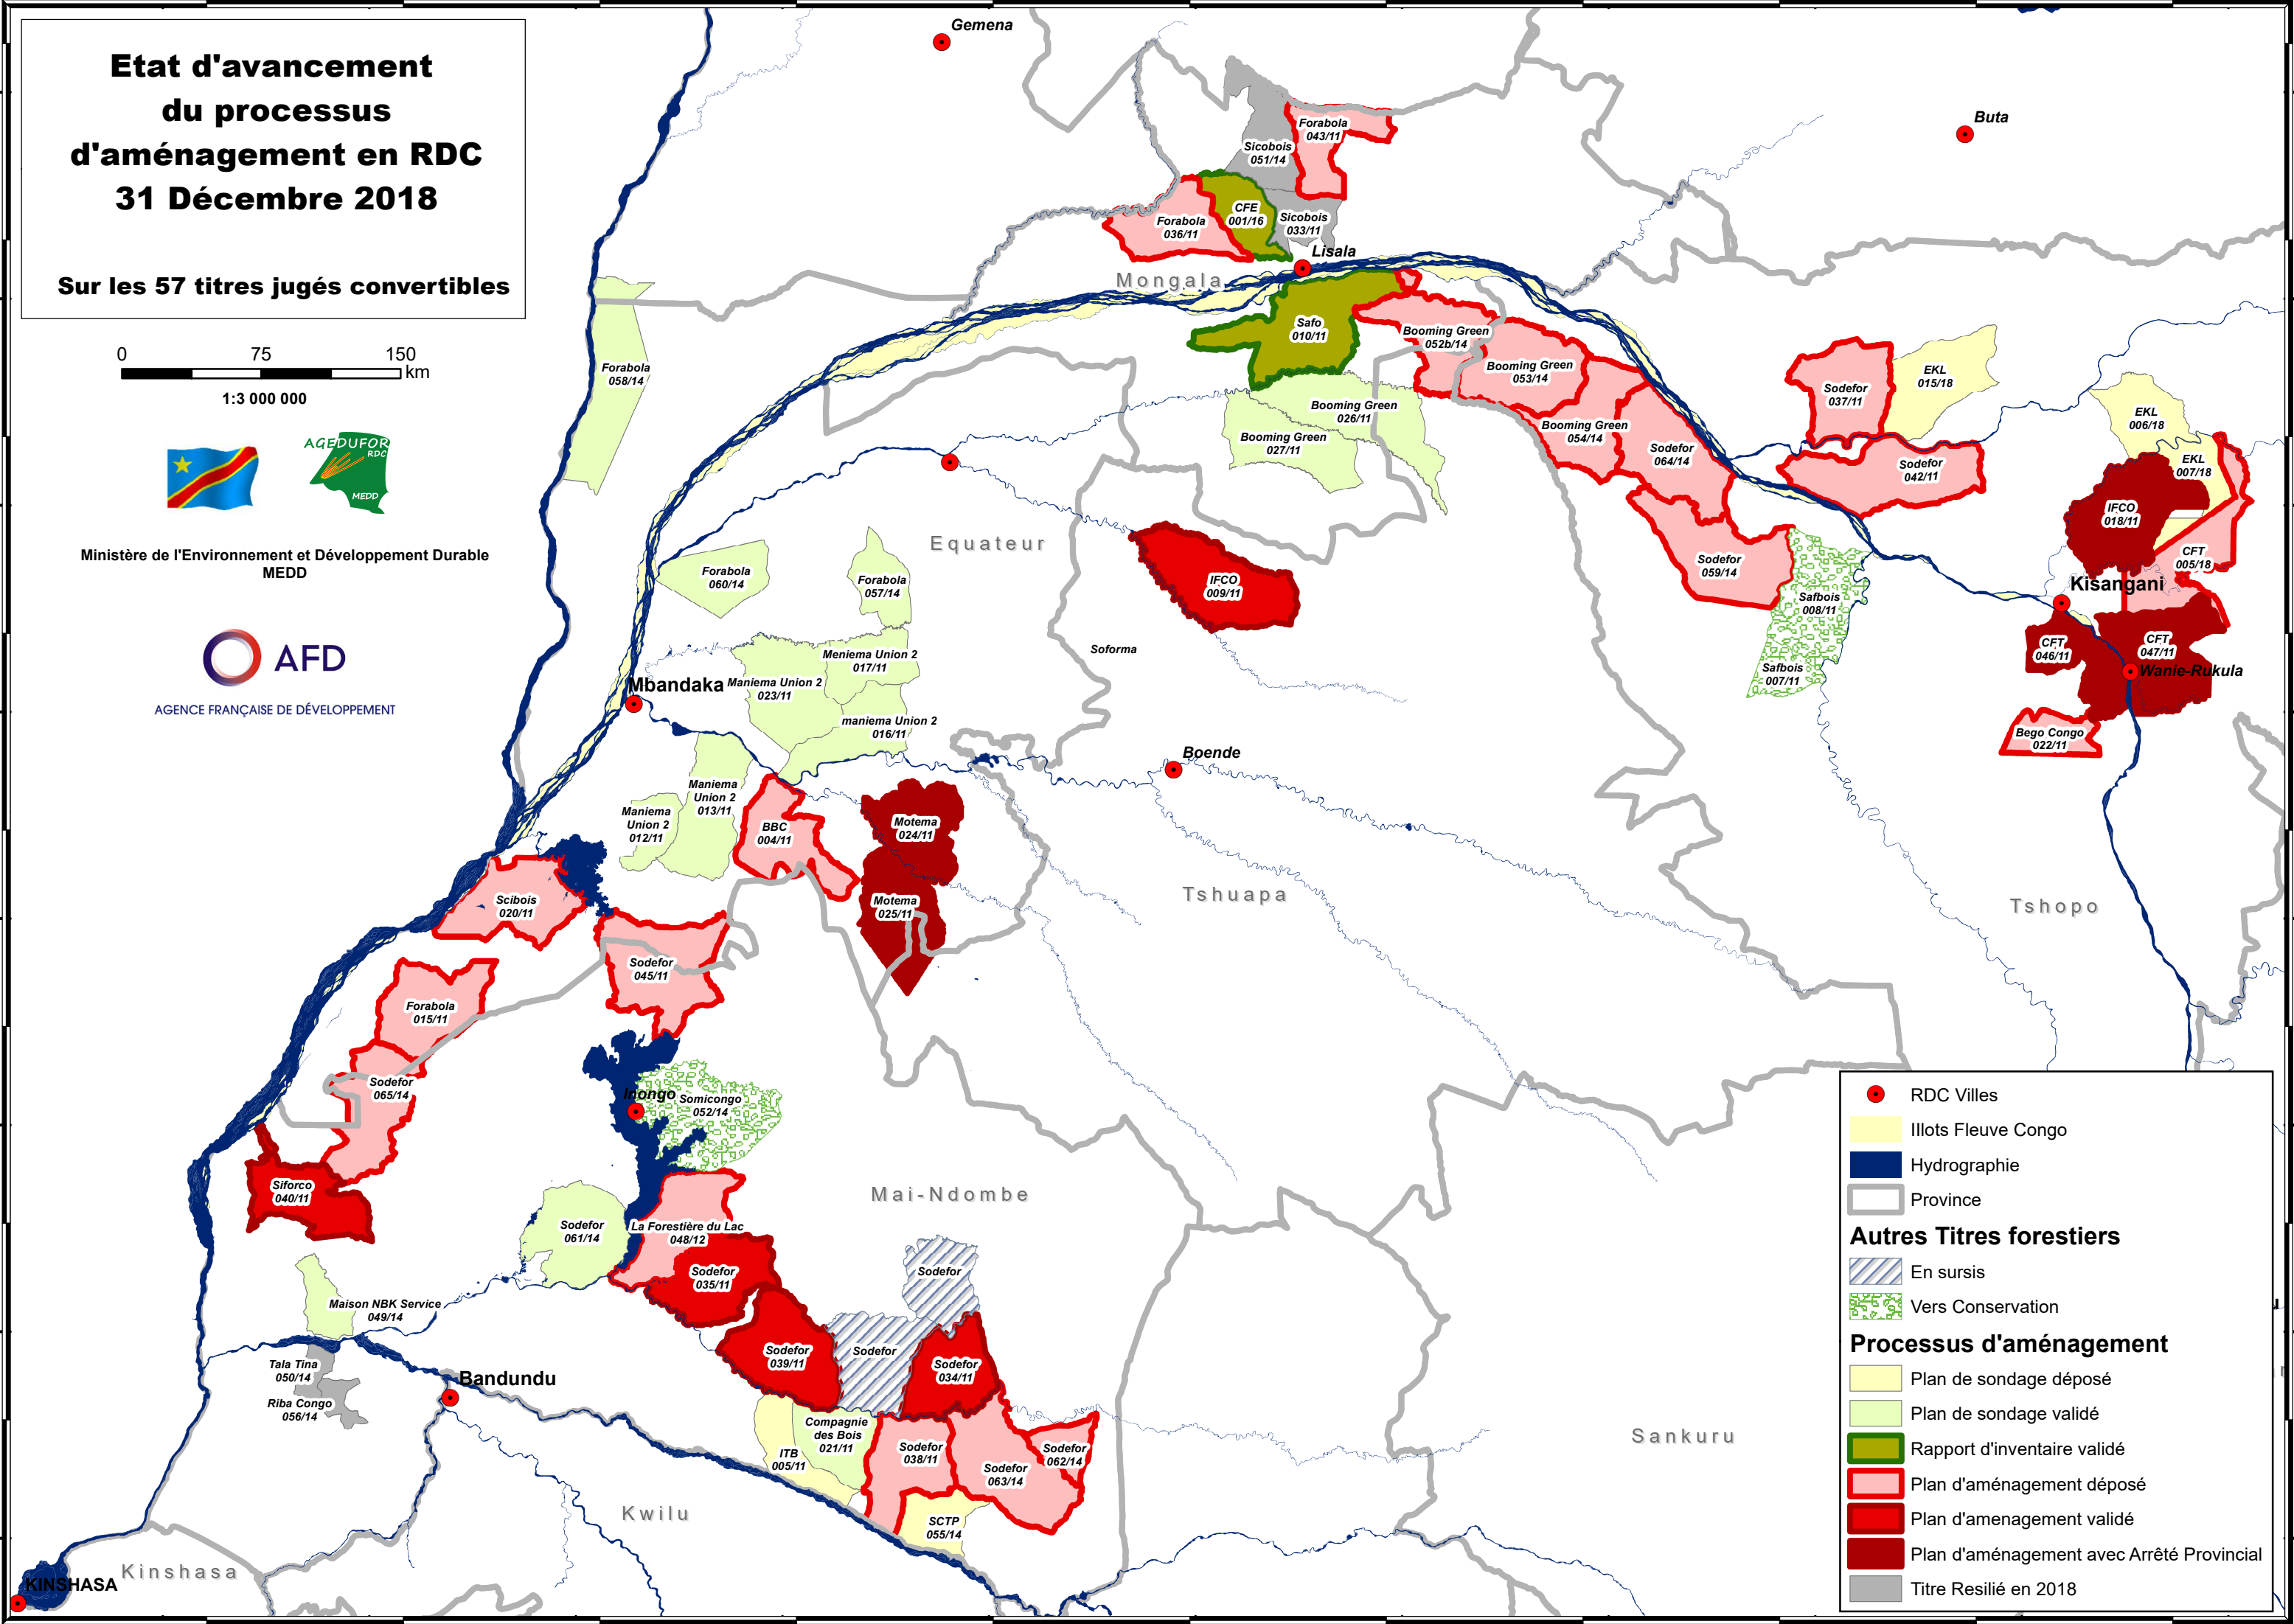 Etat d'avancement
du processus
d'aménagement en RDC
31 Décembre 2018
Sur les 57 titres jugés convertibles
0 75 150
km
1:3 000 000
AGEDUFOR
RDC
MEDD
Ministère de l'Environnement et Développement Durable
MEDD
AFD
AGENCE FRANÇAISE DE DÉVELOPPEMENT
Gemena
Buta
Forabola
043/11
Sicobois
051/14
CFE
001/16
Sicobois
033/11
Forabola
036/11
Lisala
Mongala
Safo
010/11
Booming Green
052b/14
Booming Green
053/14
Forabola
058/14
Booming Green
026/11
Booming Green
027/11
Booming Green
054/14
Sodefor
064/14
Sodefor
037/11
EKL
015/18
EKL
006/18
EKL
007/18
Sodefor
042/11
IFCO
018/11
CFT
005/18
Kisangani
Equateur
Forabola
060/14
Forabola
057/14
IFCO
009/11
Sodefor
059/14
Safbois
008/11
Safbois
007/11
CFT
046/11
CFT
047/11
Wanie-Rukula
Bego Congo
022/11
Soforma
Meniema Union 2
017/11
Mbandaka
Maniema Union 2
023/11
maniema Union 2
016/11
Boende
Maniema
Union 2
013/11
Maniema
Union 2
012/11
BBC
004/11
Motema
024/11
Motema
025/11
Tshuapa
Tshopo
Scibois
020/11
Sodefor
045/11
Forabola
015/11
Sodefor
065/14
Inongo
Somicongo
052/14
Siforco
040/11
Mai-Ndombe
Sodefor
061/14
La Forestière du Lac
048/12
Sodefor
035/11
Sodefor
Maison NBK Service
049/14
Sodefor
039/11
Sodefor
Sodefor
034/11
Tala Tina
050/14
Riba Congo
056/14
Bandundu
Compagnie
des Bois
021/11
ITB
005/11
Sodefor
038/11
Sodefor
063/14
Sodefor
062/14
SCTP
055/14
Sankuru
Kwilu
Kinshasa
KINSHASA
RDC Villes
Illots Fleuve Congo
Hydrographie
Province
Autres Titres forestiers
En sursis
Vers Conservation
Processus d'aménagement
Plan de sondage déposé
Plan de sondage validé
Rapport d'inventaire validé
Plan d'aménagement déposé
Plan d'amenagement validé
Plan d'aménagement avec Arrêté Provincial
Titre Resilié en 2018